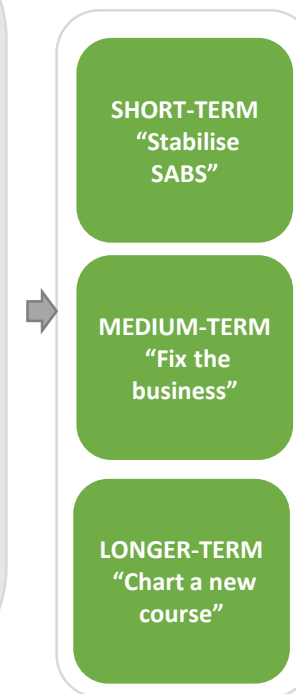 SHORT-TERM
“Stabilise
SABS”
MEDIUM-TERM
“Fix the
business”
LONGER-TERM
“Chart a new
course”